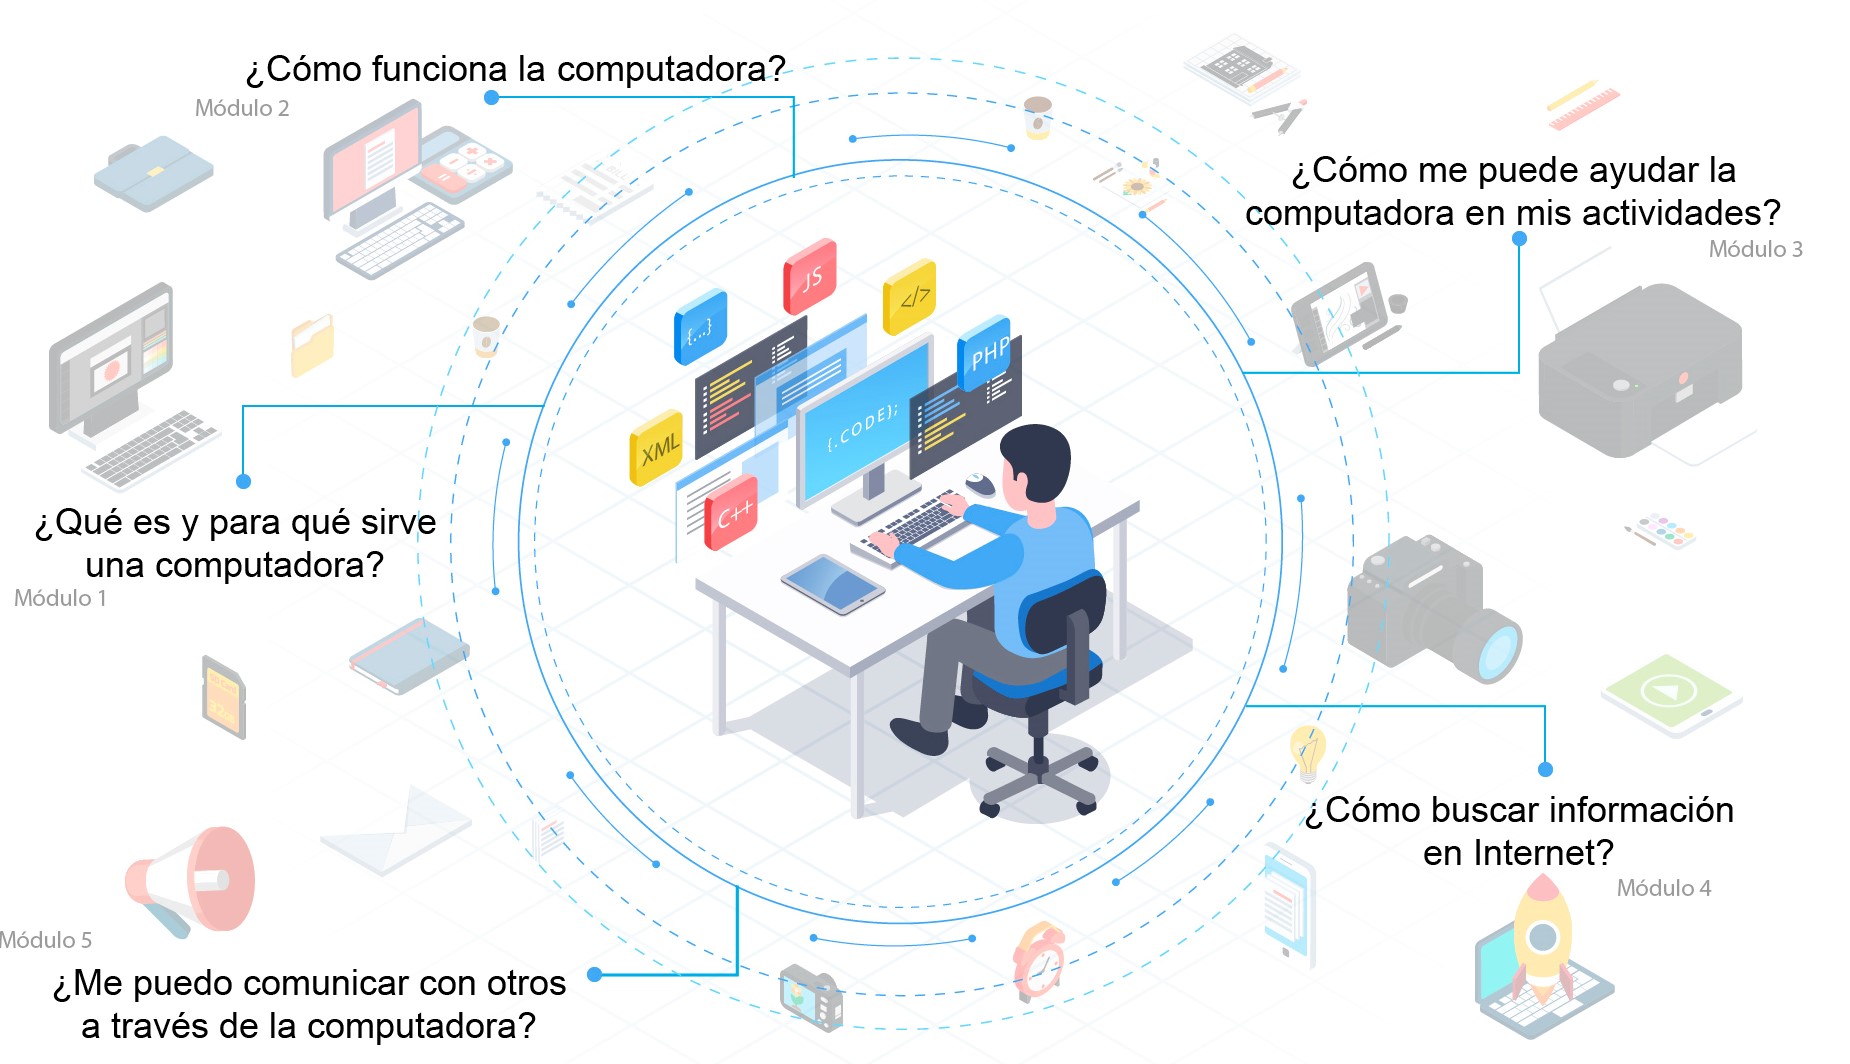 ¿Cómo funciona la computadora?
Módulo 2
¿Cómo me puede ayudar la
computadora en mis actividades?
Módulo 3
JS
</>
{...}
PHP
{.CODE};
XML
C++
¿Qué es y para qué sirve
una computadora?
Módulo 1
32GB
¿Cómo buscar información
en Internet?
Módulo 4
Módulo 5
¿Me puedo comunicar con otros
a través de la computadora?